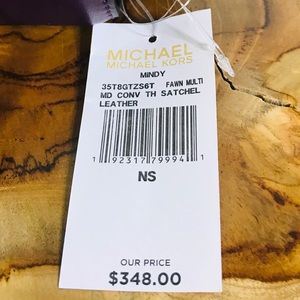 MICHAEL
MICHAEL KORS
MINDY
35T8GTZS6T FAWN MULTI
MD CONV TH SATCHEL
LEATHER
1 92317 79994 1
NS
OUR PRICE
$348.00